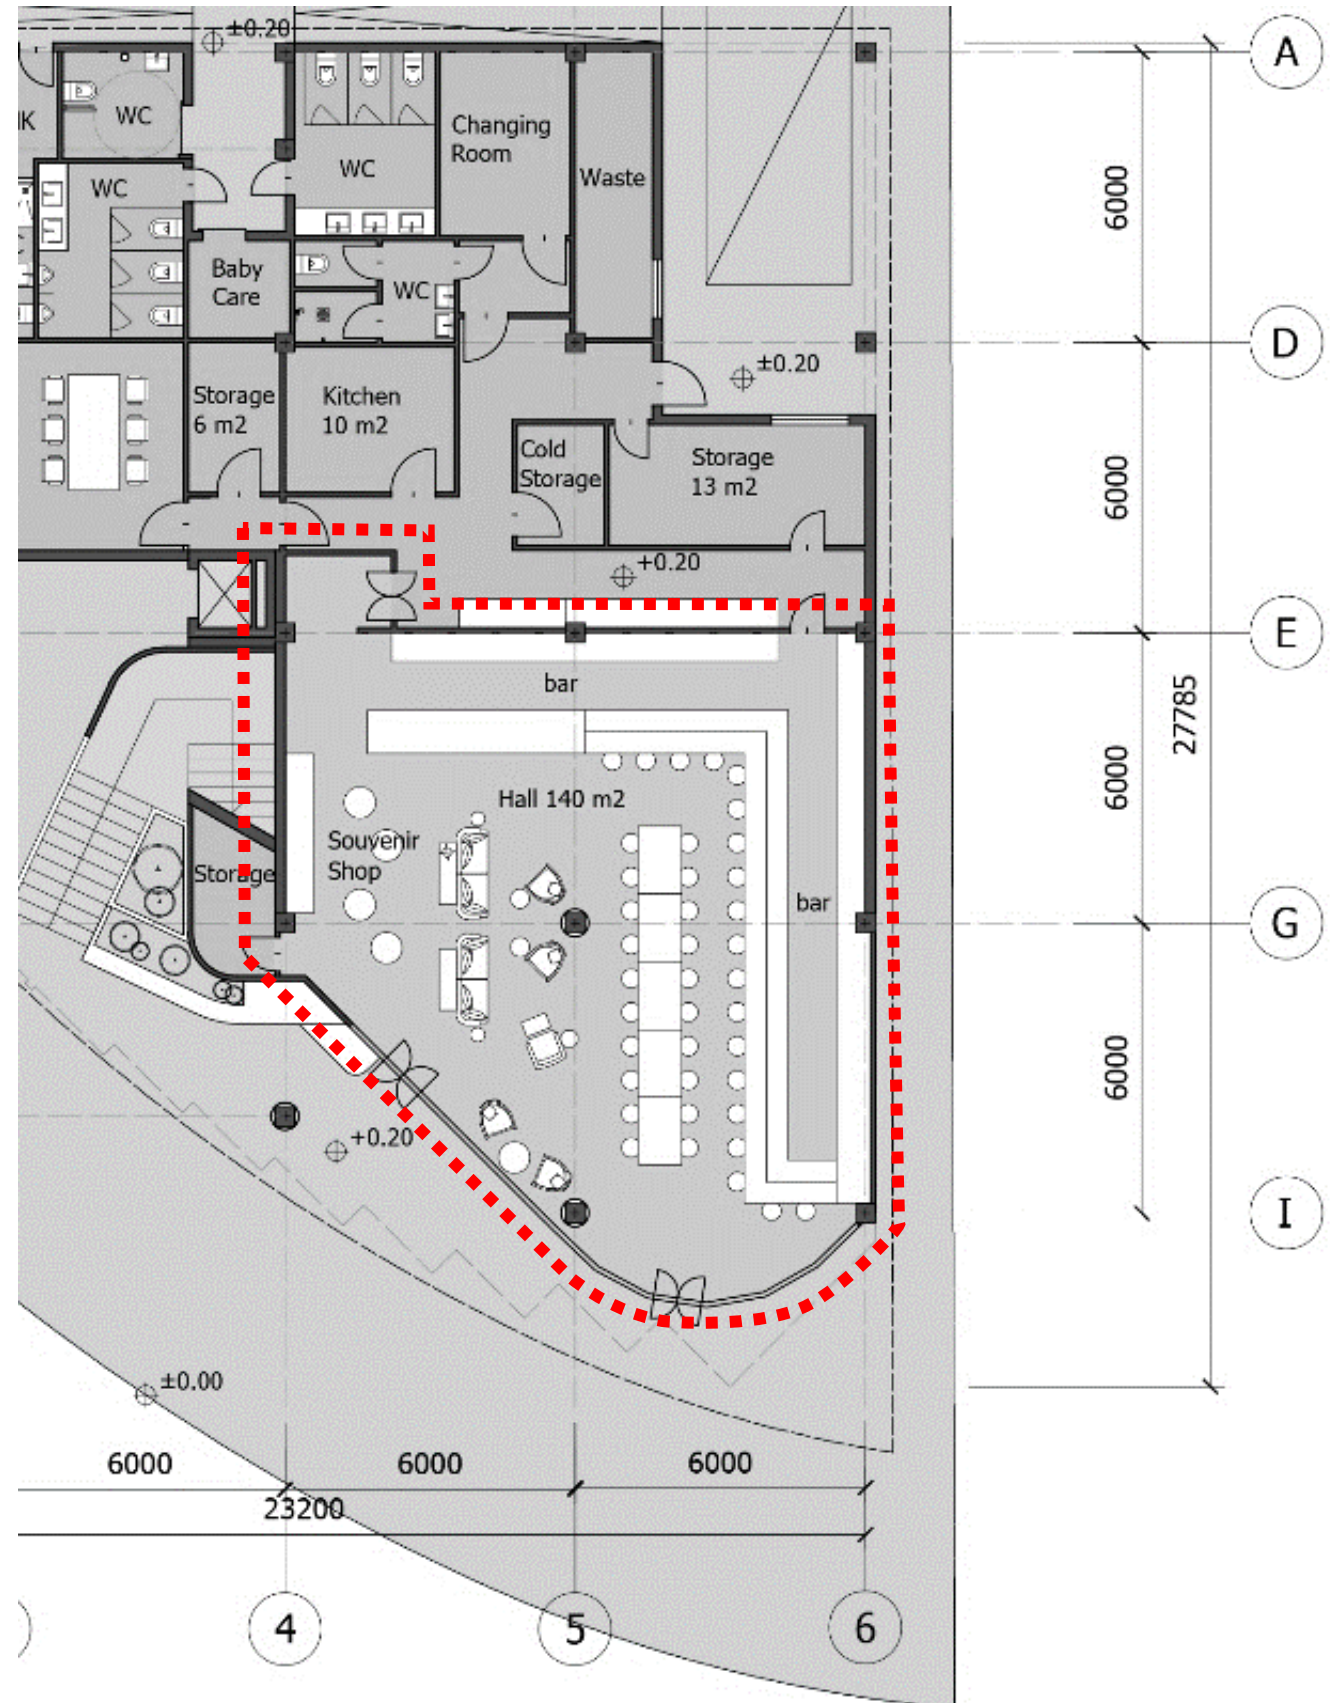 ±0.20
A
K
WC
Changing
Room
WC
WC
Waste
6000
Baby
Care
WC
D
±0.20
Storage
6 m2
Kitchen
10 m2
Cold
Storage
Storage
13 m2
6000
+0.20
E
bar
27785
6000
Hall 140 m2
Souvenir
Shop
Storage
bar
G
6000
+0.20
I
±0.00
6000
6000
6000
23200
4
5
6